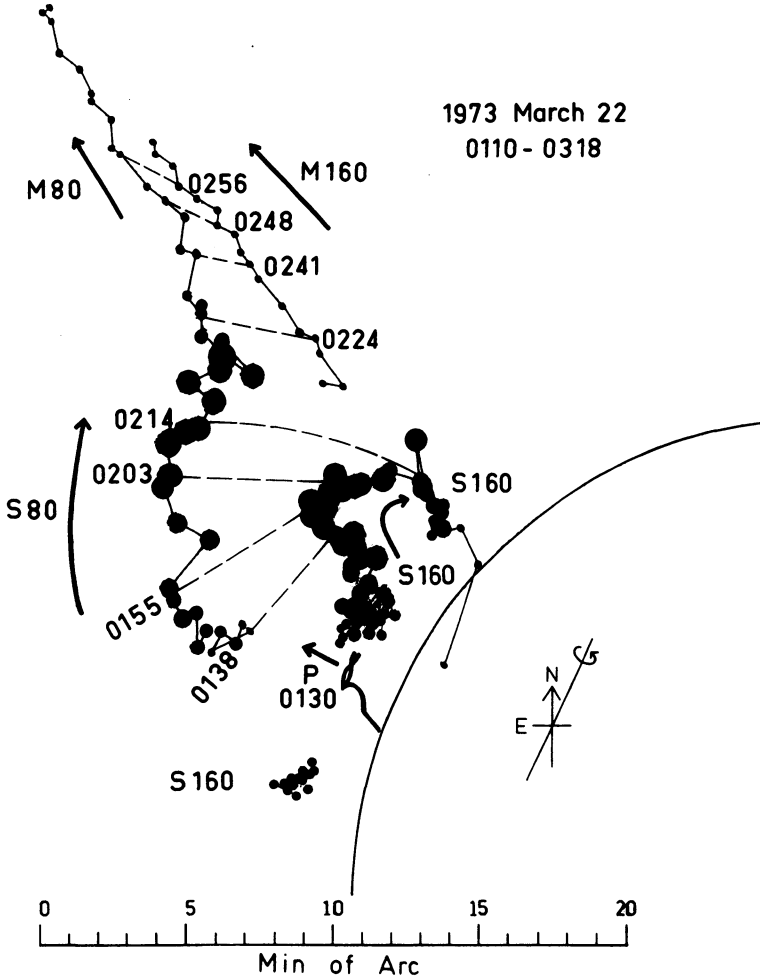 1973 March 22
0110 - 0318
M80
M160
0256
0248
0241
0224
0214
0203
S80
S160
S160
0155
0138
P
0130
N
E
S160
0 5 10 15 20
Min of Arc